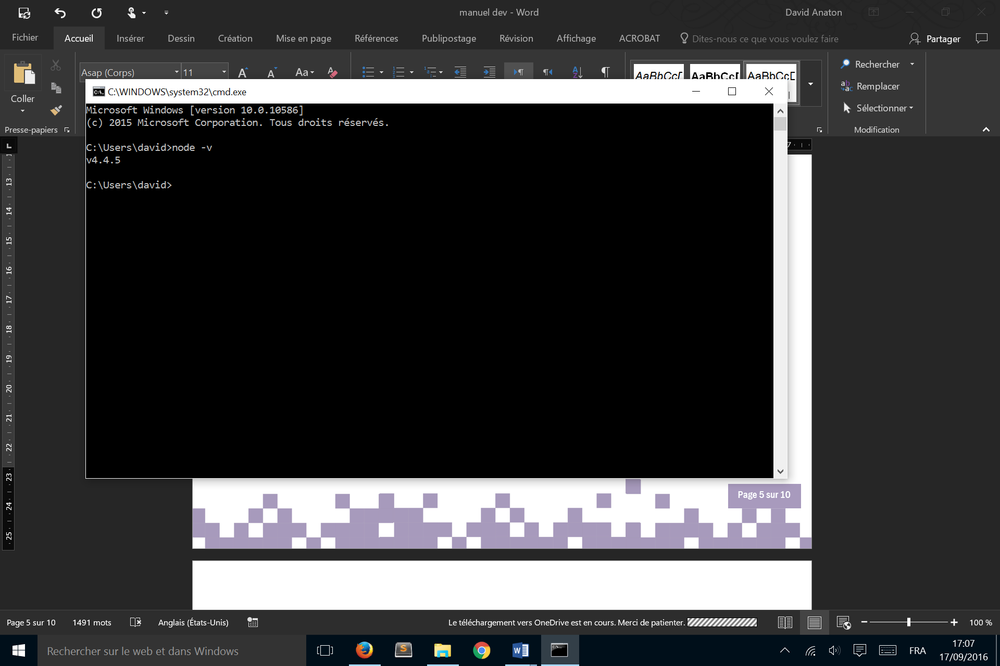 manuel dev - Word
David Anaton
Fichier
Accueil
Insérer
Dessin
Création
Mise en page
Références
Publipostage
Révision
Affichage
ACROBAT
Dites-nous ce que vous voulez faire
Partager
Coller
Presse-papiers
Asap (Corps)
11
Aa
AaBbCc
AaBbCc
AaBbCc
Rechercher
Remplacer
Sélectionner
Modification
C:\WINDOWS\system32\cmd.exe
Microsoft Windows [version 10.0.10586]
(c) 2015 Microsoft Corporation. Tous droits réservés.
C:\Users\david>node -v
v4.4.5
C:\Users\david>
17
13
14
15
16
17
18
19
20
21
22
23
24
25
Page 5 sur 10
Page 5 sur 10
1491 mots
Anglais (États-Unis)
Le téléchargement vers OneDrive est en cours. Merci de patienter.
100 %
Rechercher sur le web et dans Windows
FRA
17:07
17/09/2016